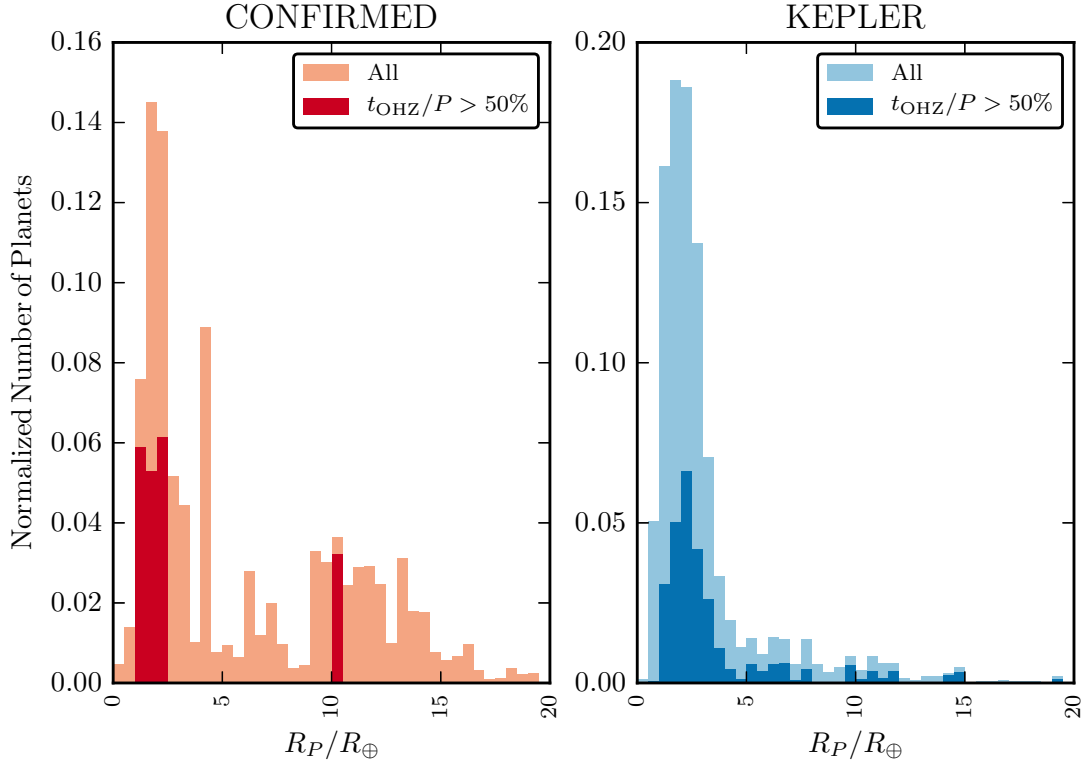 CONFIRMED
0.16
0.14
0.12
0.10
0.08
0.06
0.04
0.02
0.00
Normalized Number of Planets
All
t_OHZ/P > 50%
0
5
10
15
20
R_P/R_⊕
KEPLER
0.20
0.15
0.10
0.05
0.00
All
t_OHZ/P > 50%
0
5
10
15
20
R_P/R_⊕